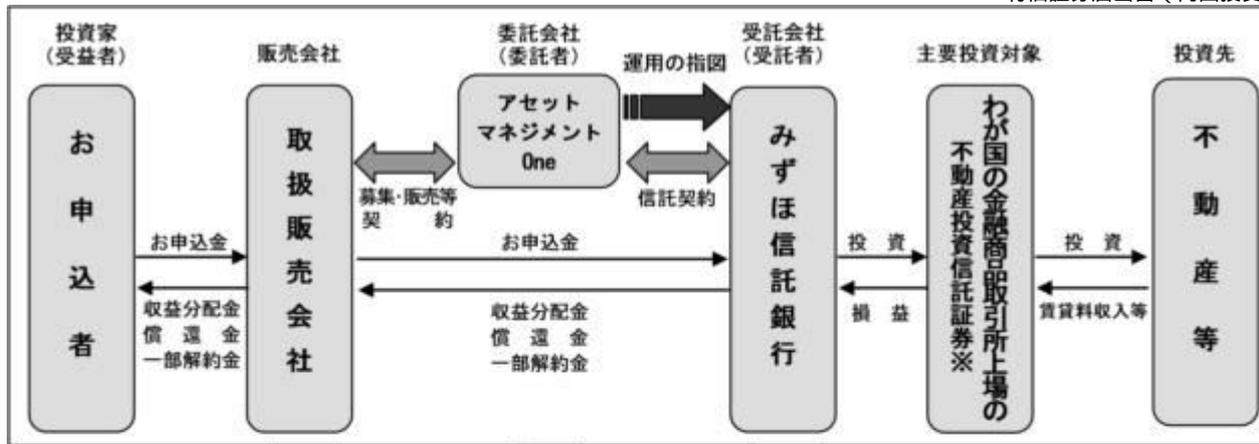 投資家
(受益者)
販売会社
委託会社
(委託者)
運用の指図
受託会社
(受託者)
主要投資対象
投資先
お申込者
取扱販売会社
アセット
マネジメント
One
みずほ信託銀行
わが国の金融商品取引所上場の
不動産投資信託証券※
不動産等
募集・販売等
契約
信託契約
お申込金
お申込金
投資
投資
収益分配金
償還金
一部解約金
収益分配金
償還金
一部解約金
損益
賃貸料収入等